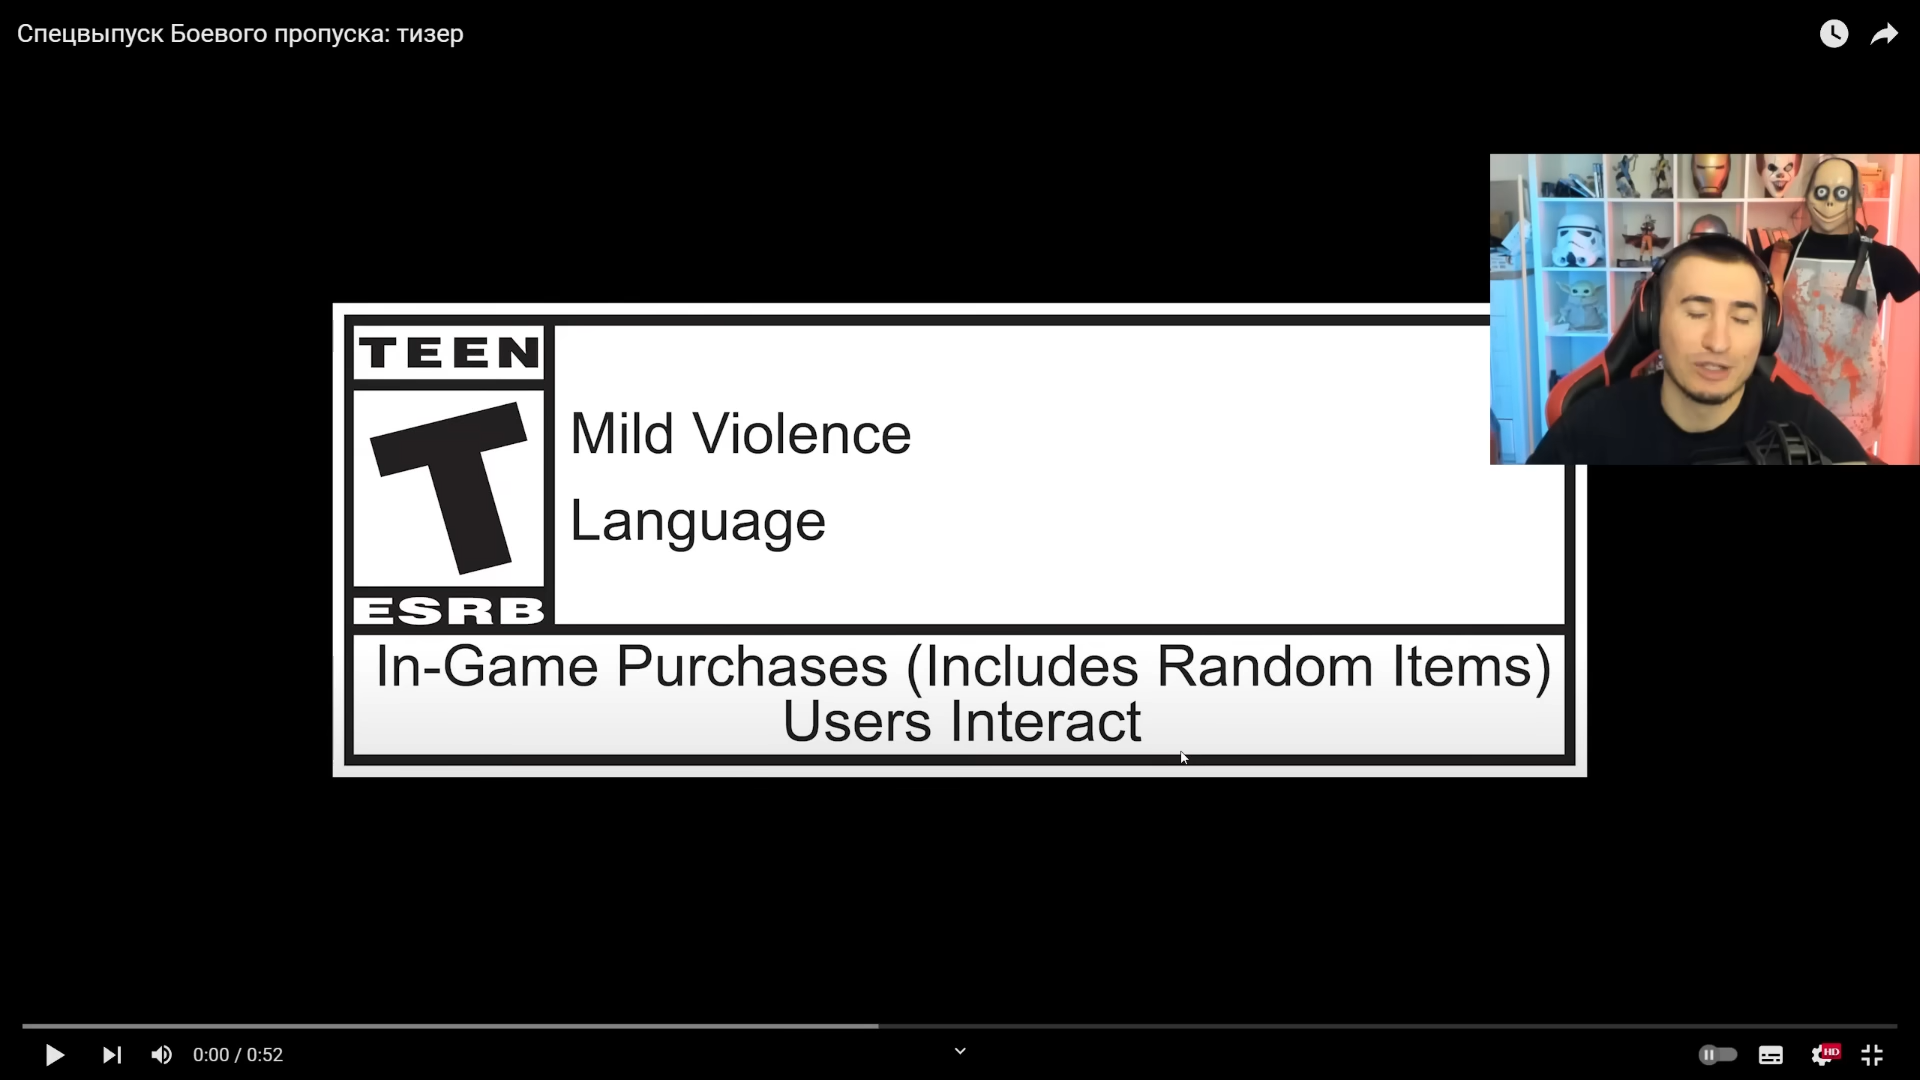 Спецвыпуск Боевого пропуска: тизер
TEEN
T
ESRB
Mild Violence
Language
In-Game Purchases (Includes Random Items)
Users Interact
0:00 / 0:52
HD